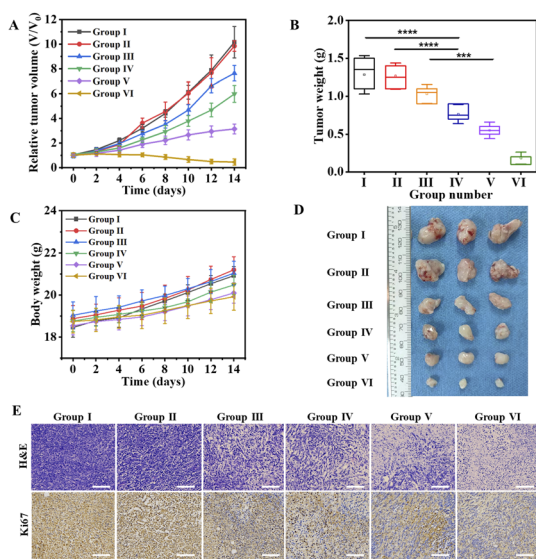 A
Relative tumor volume (V/V0)
12
10
8
6
4
2
0
Group I
Group II
Group III
Group IV
Group V
Group VI
0 2 4 6 8 10 12 14
Time (days)
B
Tumor weight (g)
2.0
1.5
1.0
0.5
0.0
****
****
***
I II III IV V VI
Group number
C
Body weight (g)
22
21
20
19
18
Group I
Group II
Group III
Group IV
Group V
Group VI
0 2 4 6 8 10 12 14
Time (days)
D
Group I
Group II
Group III
Group IV
Group V
Group VI
E
Group I Group II Group III Group IV Group V Group VI
H&E
Ki67